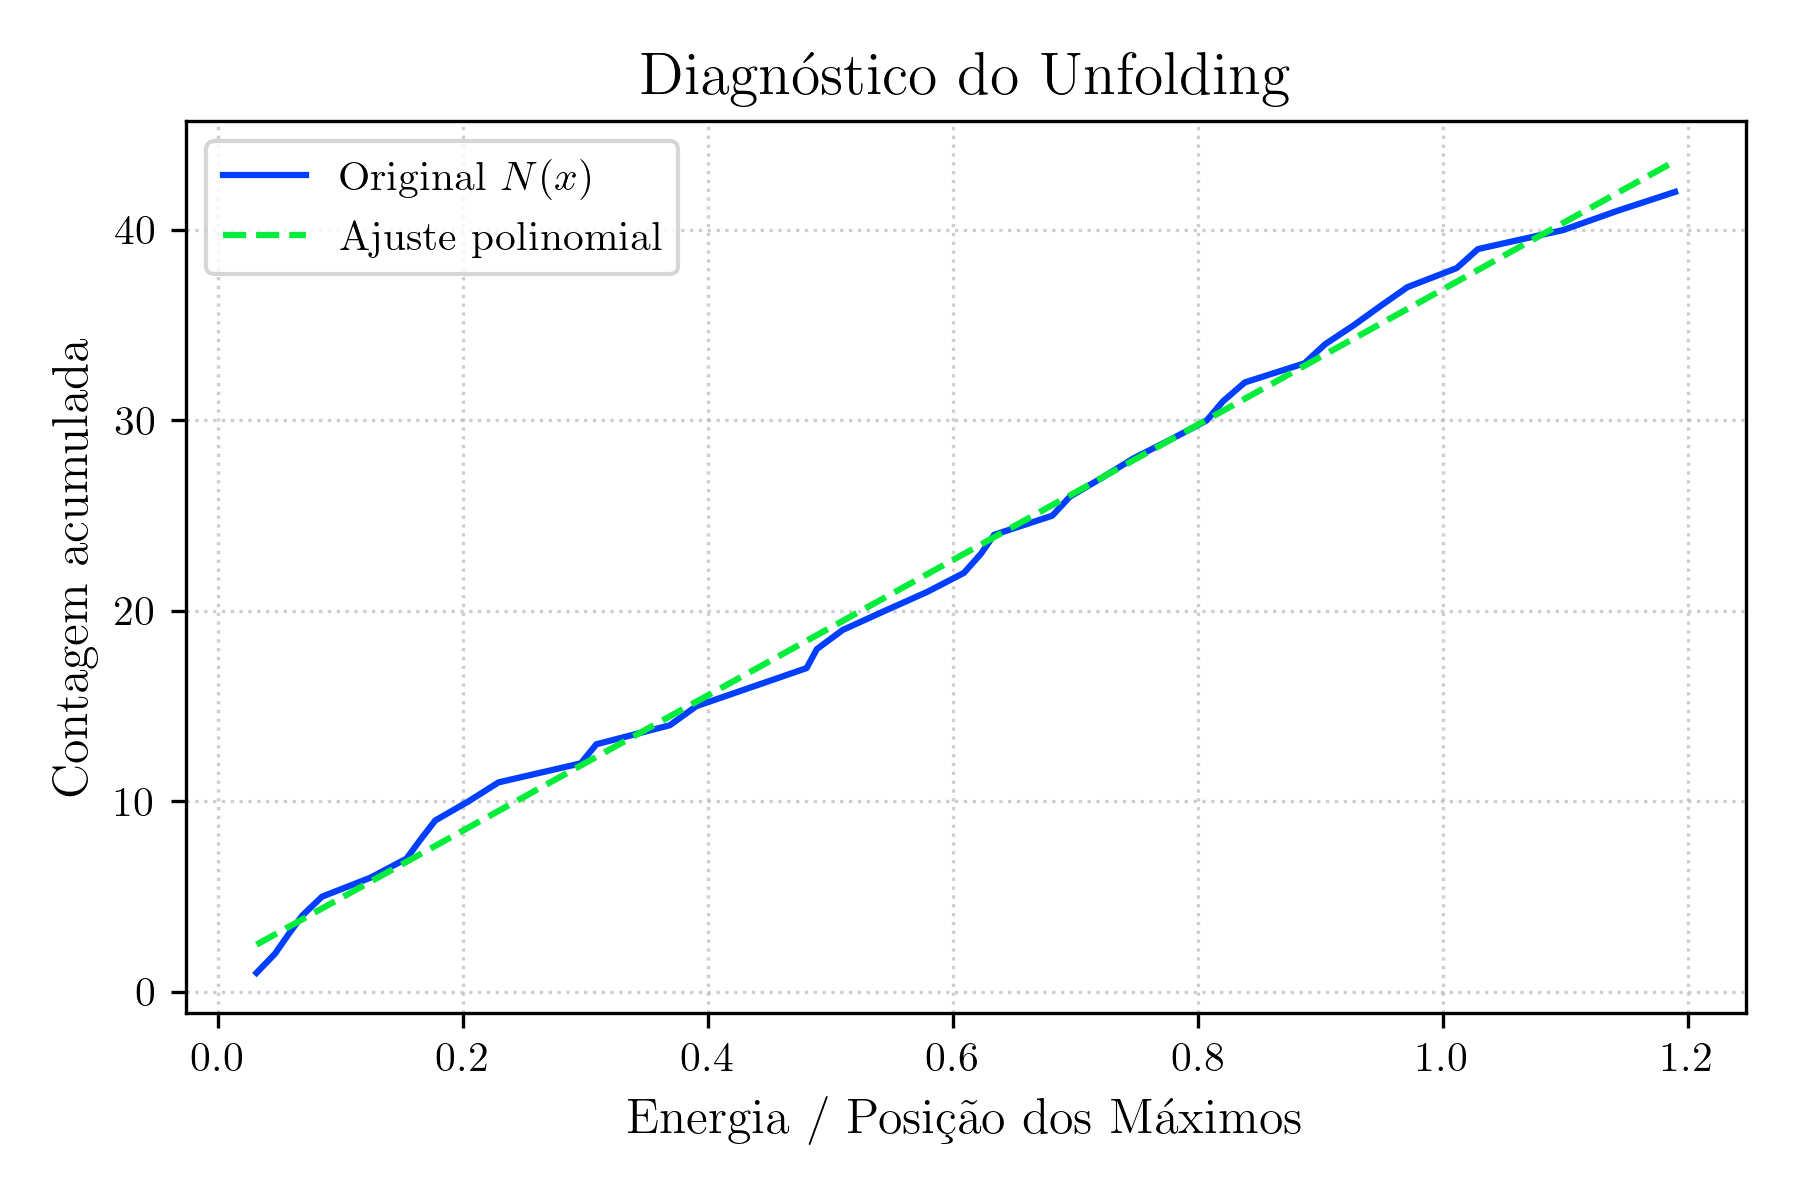 Diagnóstico do Unfolding
Original N(x)
Ajuste polinomial
Contagem acumulada
40
30
20
10
0
0.0 0.2 0.4 0.6 0.8 1.0 1.2
Energia / Posição dos Máximos